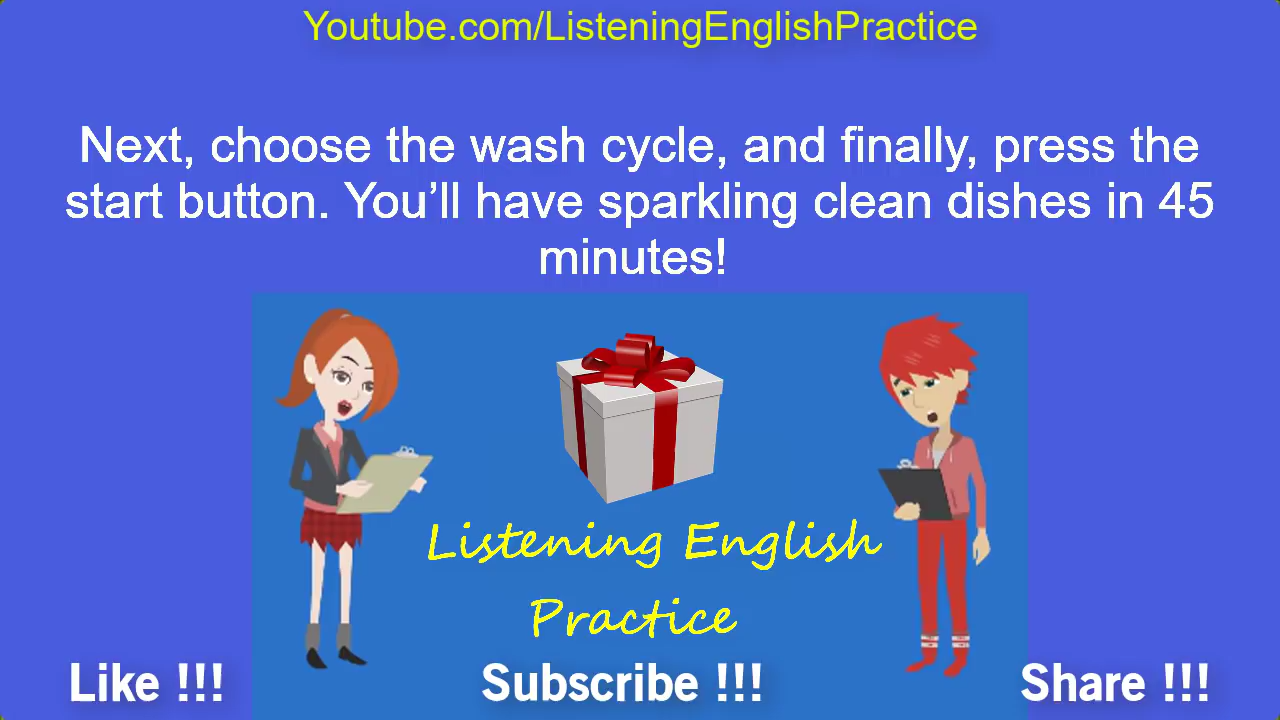 Youtube.com/ListeningEnglishPractice
Next, choose the wash cycle, and finally, press the
start button. You’ll have sparkling clean dishes in 45
minutes!
Listening English
Practice
Like !!!
Subscribe !!!
Share !!!